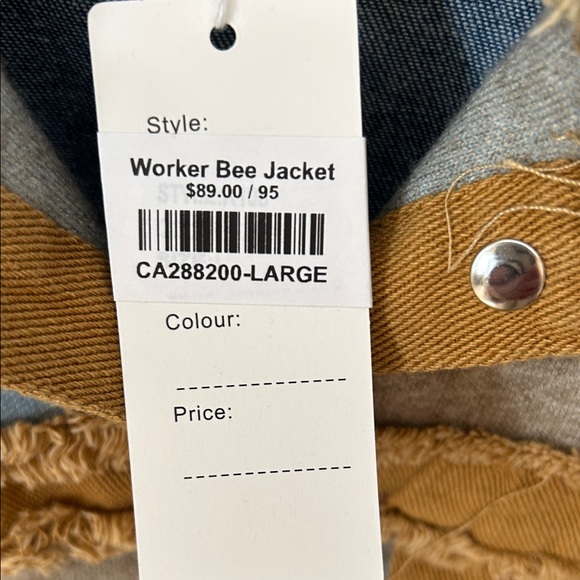 Style:
Worker Bee Jacket
$89.00 / 95
CA288200-LARGE
Colour:
Price: